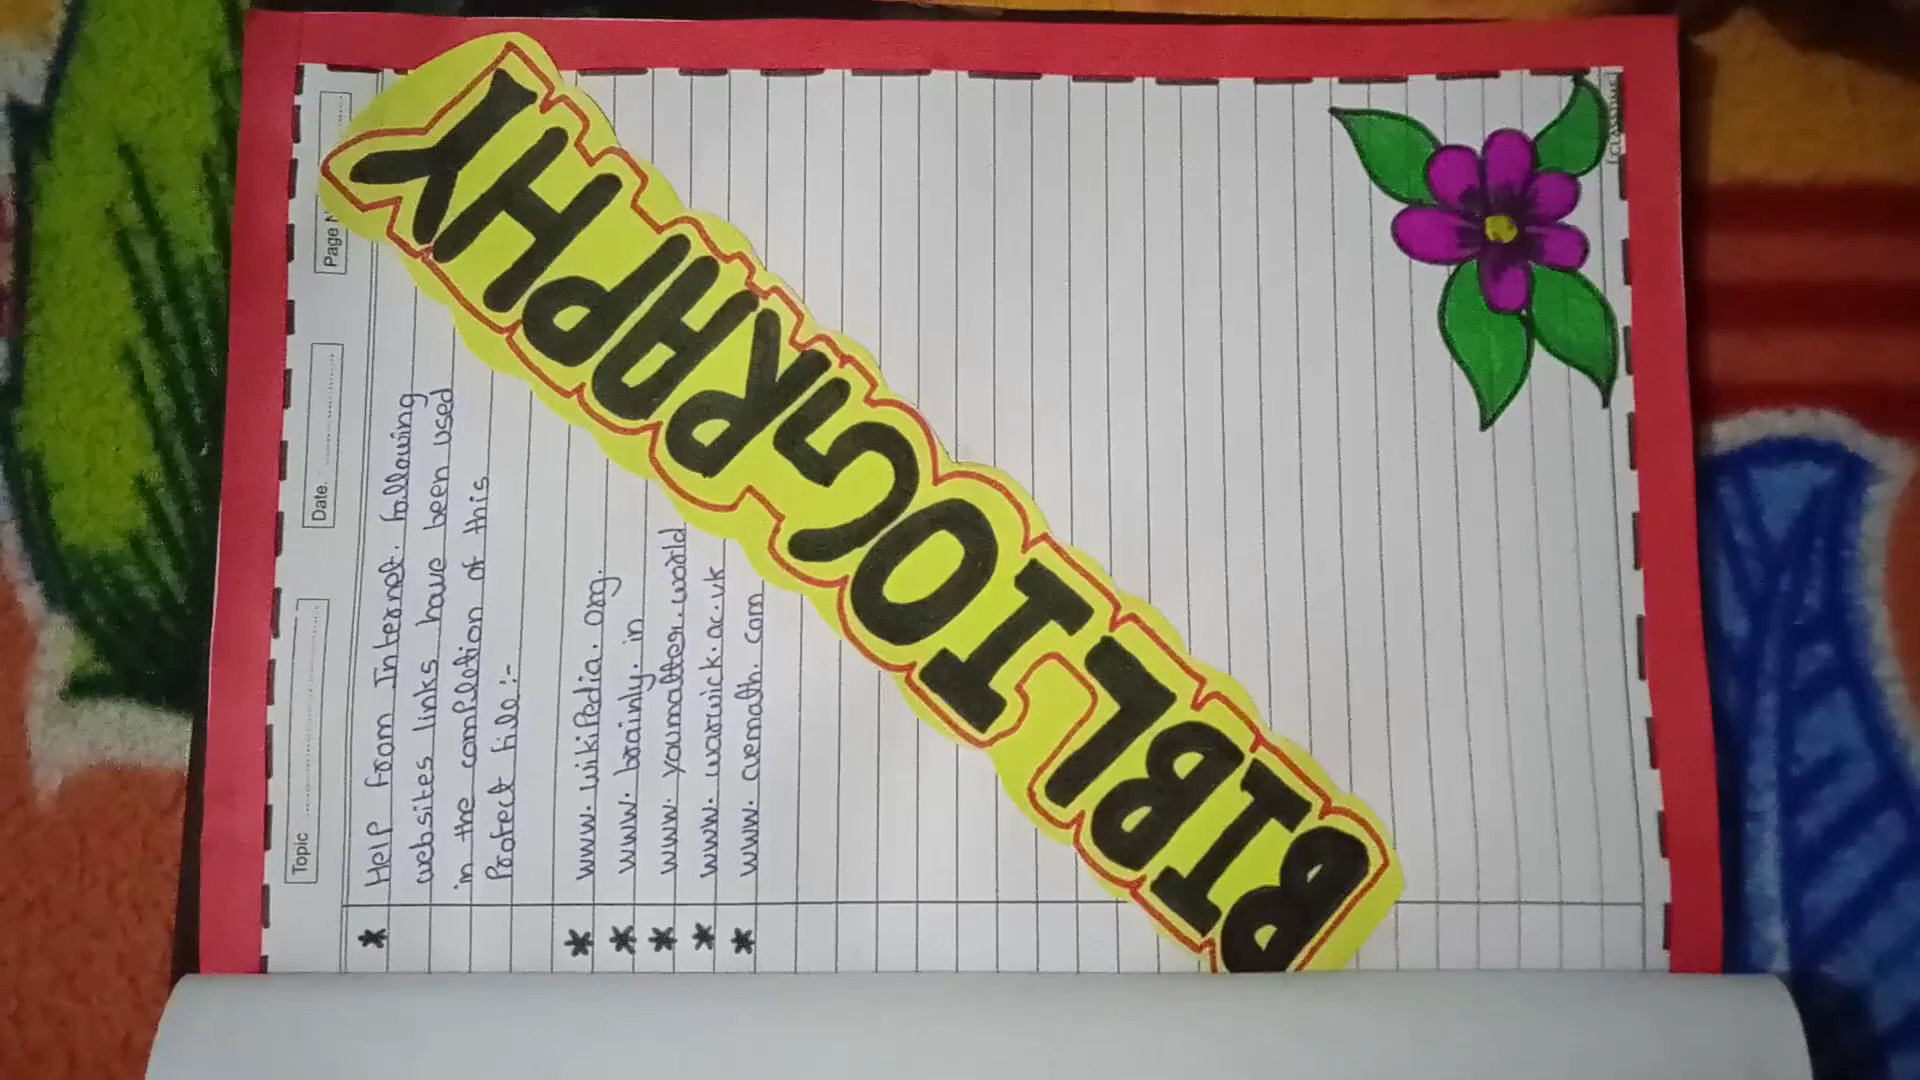 Topic
Date.
Page N
* Help from Internet. following
websites links have been used
in the complition of this
Project file:-
* www.wikipedia.org.
* www.brainly.in
* www.youmatter.world
* www.warwick.ac.uk
* www.cuemath.com
BIBLIOGRAPHY